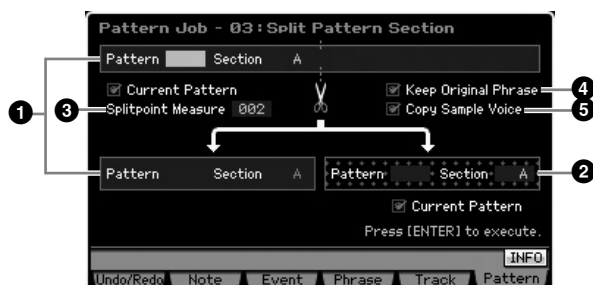 Pattern Job - 03:Split Pattern Section
Pattern Section A
Current Pattern
Keep Original Phrase
4
1
3
Splitpoint Measure 002
Copy Sample Voice
5
Pattern Section A
Pattern Section A
2
Current Pattern
Press [ENTER] to execute.
INFO
Undo/Redo Note Event Phrase Track Pattern